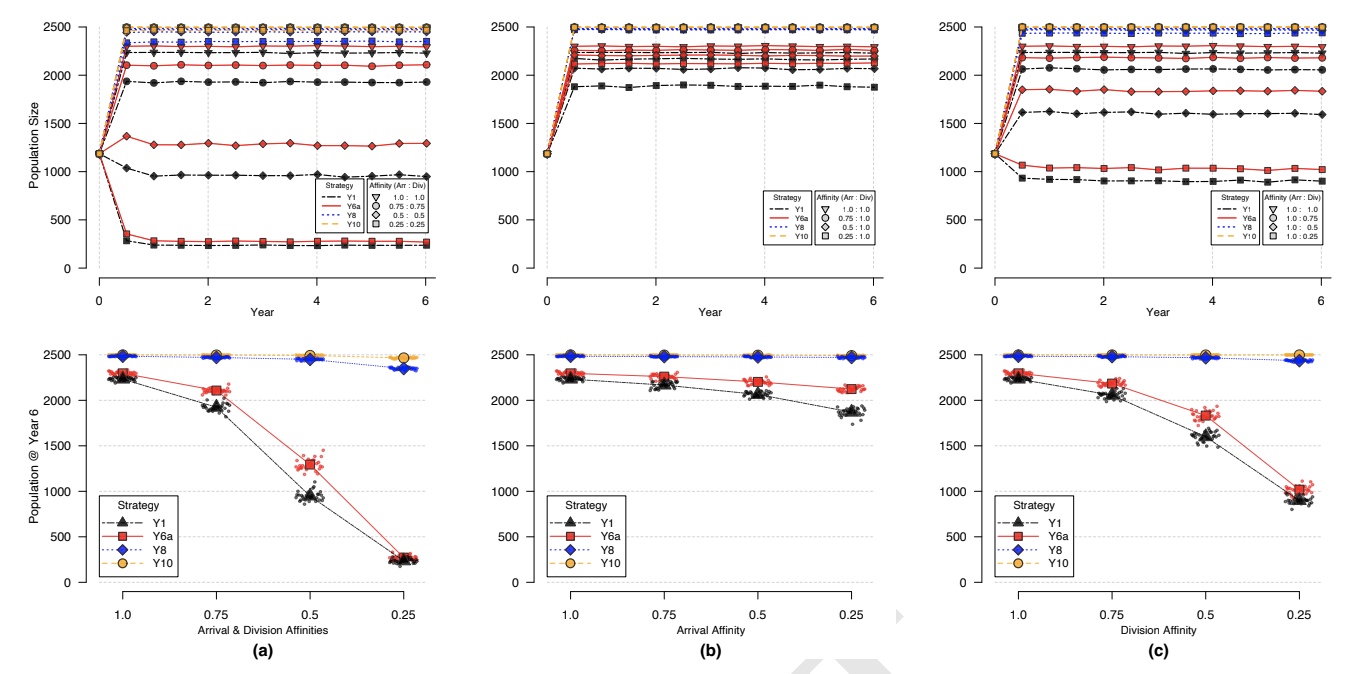 Population Size
2500
2000
1500
1000
500
0
0 2 4 6
Year
Strategy
Y1
Y6a
Y8
Y10
Affinity (Arr : Div)
1.0 : 1.0
0.75 : 0.75
0.5 : 0.5
0.25 : 0.25
2500
2000
1500
1000
500
0
0 2 4 6
Year
Strategy
Y1
Y6a
Y8
Y10
Affinity (Arr : Div)
1.0 : 1.0
0.75 : 1.0
0.5 : 1.0
0.25 : 1.0
2500
2000
1500
1000
500
0
0 2 4 6
Year
Strategy
Y1
Y6a
Y8
Y10
Affinity (Arr : Div)
1.0 : 1.0
1.0 : 0.75
1.0 : 0.5
1.0 : 0.25
Population @ Year 6
2500
2000
1500
1000
500
0
Strategy
Y1
Y6a
Y8
Y10
1.0 0.75 0.5 0.25
Arrival & Division Affinities
(a)
2500
2000
1500
1000
500
0
Strategy
Y1
Y6a
Y8
Y10
1.0 0.75 0.5 0.25
Arrival Affinity
(b)
2500
2000
1500
1000
500
0
Strategy
Y1
Y6a
Y8
Y10
1.0 0.75 0.5 0.25
Division Affinity
(c)